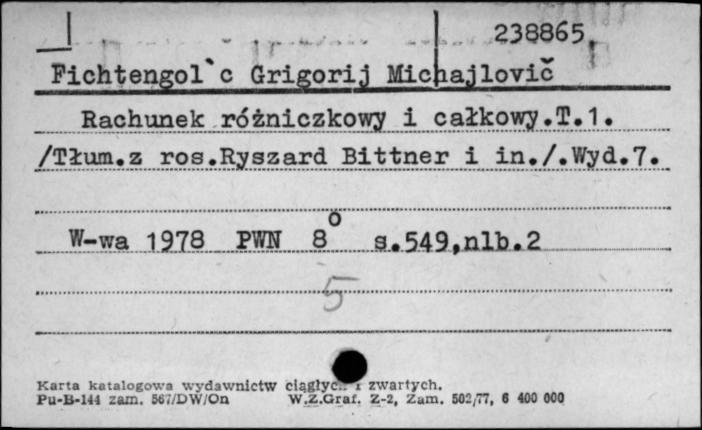 238865
Fichtengol`c Grigorij Michajlovič
Rachunek różniczkowy i całkowy.T.1.
/Tłum.z ros.Ryszard Bittner i in./.Wyd.7.
W-wa 1978 PWN 8° s.549,nlb.2
5
Karta katalogowa wydawnictw ciągłych i zwartych.
Pu-B-144 zam. 567/DW/On W.Z.Graf. Z-2, Zam. 502/77, 6 400 000